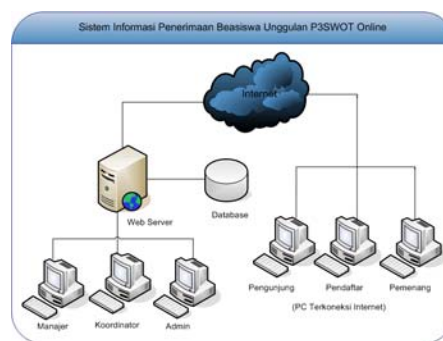 Sistem Informasi Penerimaan Beasiswa Unggulan P3SWOT Online
Internet
Web Server
Database
Manajer
Koordinator
Admin
Pengunjung
Pendaftar
Pemenang
(PC Terkoneksi Internet)